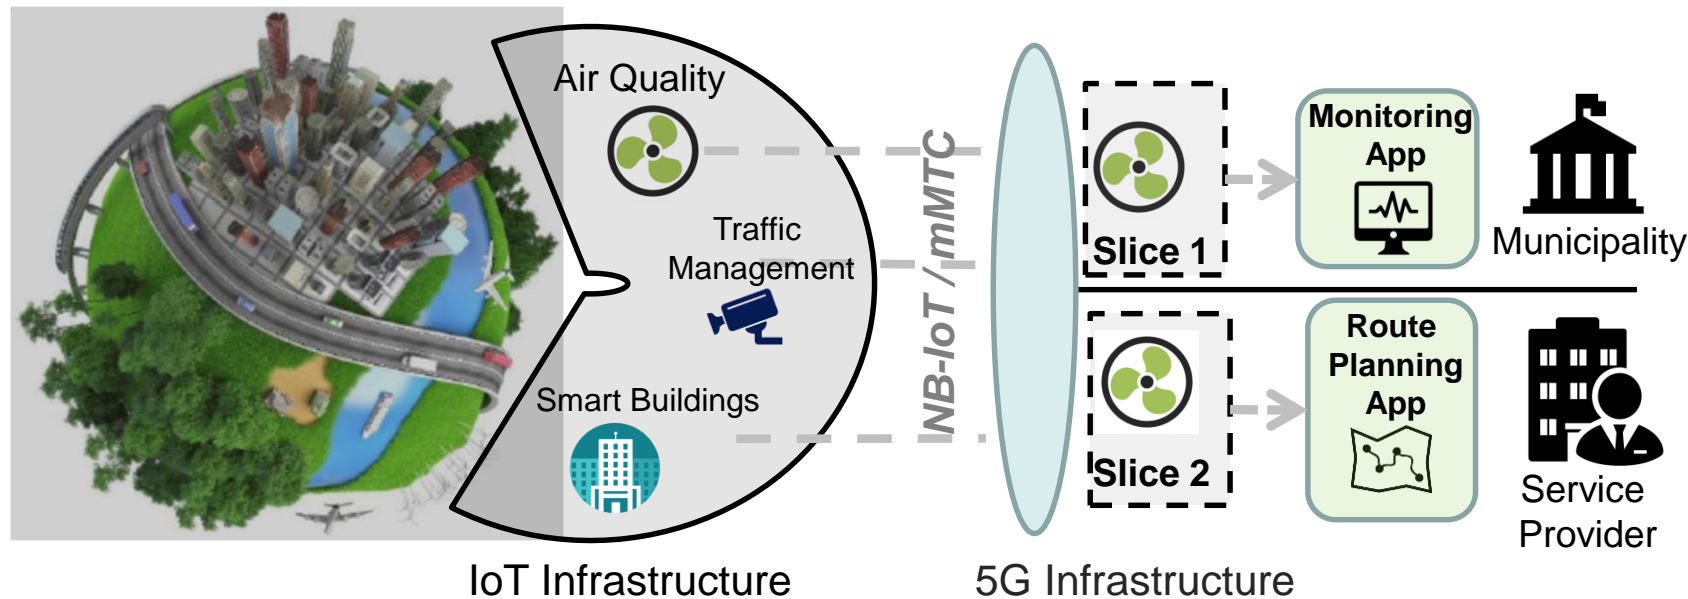 Air Quality
Traffic
Management
Smart Buildings
IoT Infrastructure
NB-IoT / mMTC
5G Infrastructure
Slice 1
Monitoring
App
Municipality
Slice 2
Route
Planning
App
Service
Provider